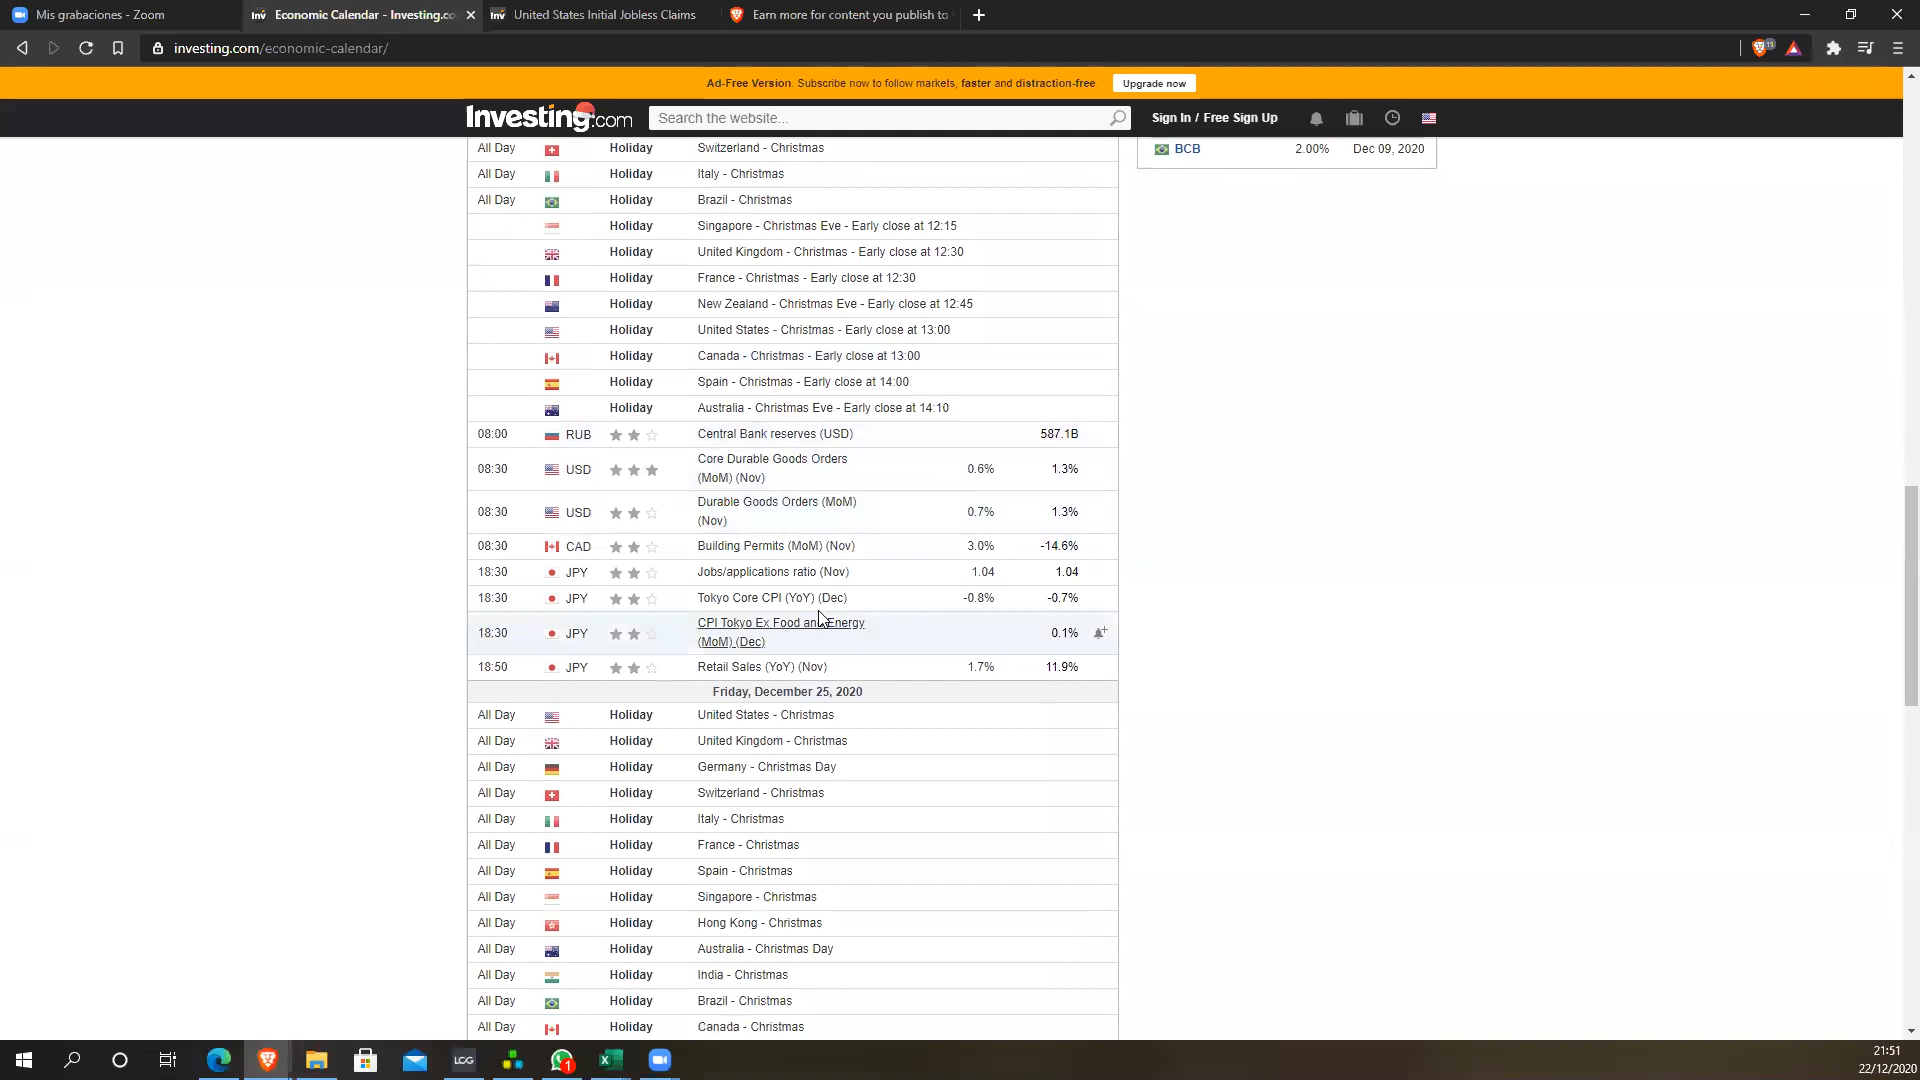 Mis grabaciones - Zoom
Economic Calendar - Investing.co
United States Initial Jobless Claims
Earn more for content you publish to
investing.com/economic-calendar/
11
Ad-Free Version. Subscribe now to follow markets, faster and distraction-free
Upgrade now
Investing.com
Search the website...
Sign In / Free Sign Up
All Day Holiday Switzerland - Christmas
BCB 2.00% Dec 09, 2020
All Day Holiday Italy - Christmas
All Day Holiday Brazil - Christmas
Holiday Singapore - Christmas Eve - Early close at 12:15
Holiday United Kingdom - Christmas - Early close at 12:30
Holiday France - Christmas - Early close at 12:30
Holiday New Zealand - Christmas Eve - Early close at 12:45
Holiday United States - Christmas - Early close at 13:00
Holiday Canada - Christmas - Early close at 13:00
Holiday Spain - Christmas - Early close at 14:00
Holiday Australia - Christmas Eve - Early close at 14:10
08:00 RUB Central Bank reserves (USD) 587.1B
08:30 USD Core Durable Goods Orders 0.6% 1.3%
(MoM) (Nov)
08:30 USD Durable Goods Orders (MoM) 0.7% 1.3%
(Nov)
08:30 CAD Building Permits (MoM) (Nov) 3.0% -14.6%
18:30 JPY Jobs/applications ratio (Nov) 1.04 1.04
18:30 JPY Tokyo Core CPI (YoY) (Dec) -0.8% -0.7%
18:30 JPY CPI Tokyo Ex Food and Energy 0.1%
(MoM) (Dec)
18:50 JPY Retail Sales (YoY) (Nov) 1.7% 11.9%
Friday, December 25, 2020
All Day Holiday United States - Christmas
All Day Holiday United Kingdom - Christmas
All Day Holiday Germany - Christmas Day
All Day Holiday Switzerland - Christmas
All Day Holiday Italy - Christmas
All Day Holiday France - Christmas
All Day Holiday Spain - Christmas
All Day Holiday Singapore - Christmas
All Day Holiday Hong Kong - Christmas
All Day Holiday Australia - Christmas Day
All Day Holiday India - Christmas
All Day Holiday Brazil - Christmas
All Day Holiday Canada - Christmas
LCG
1
21:51
22/12/2020